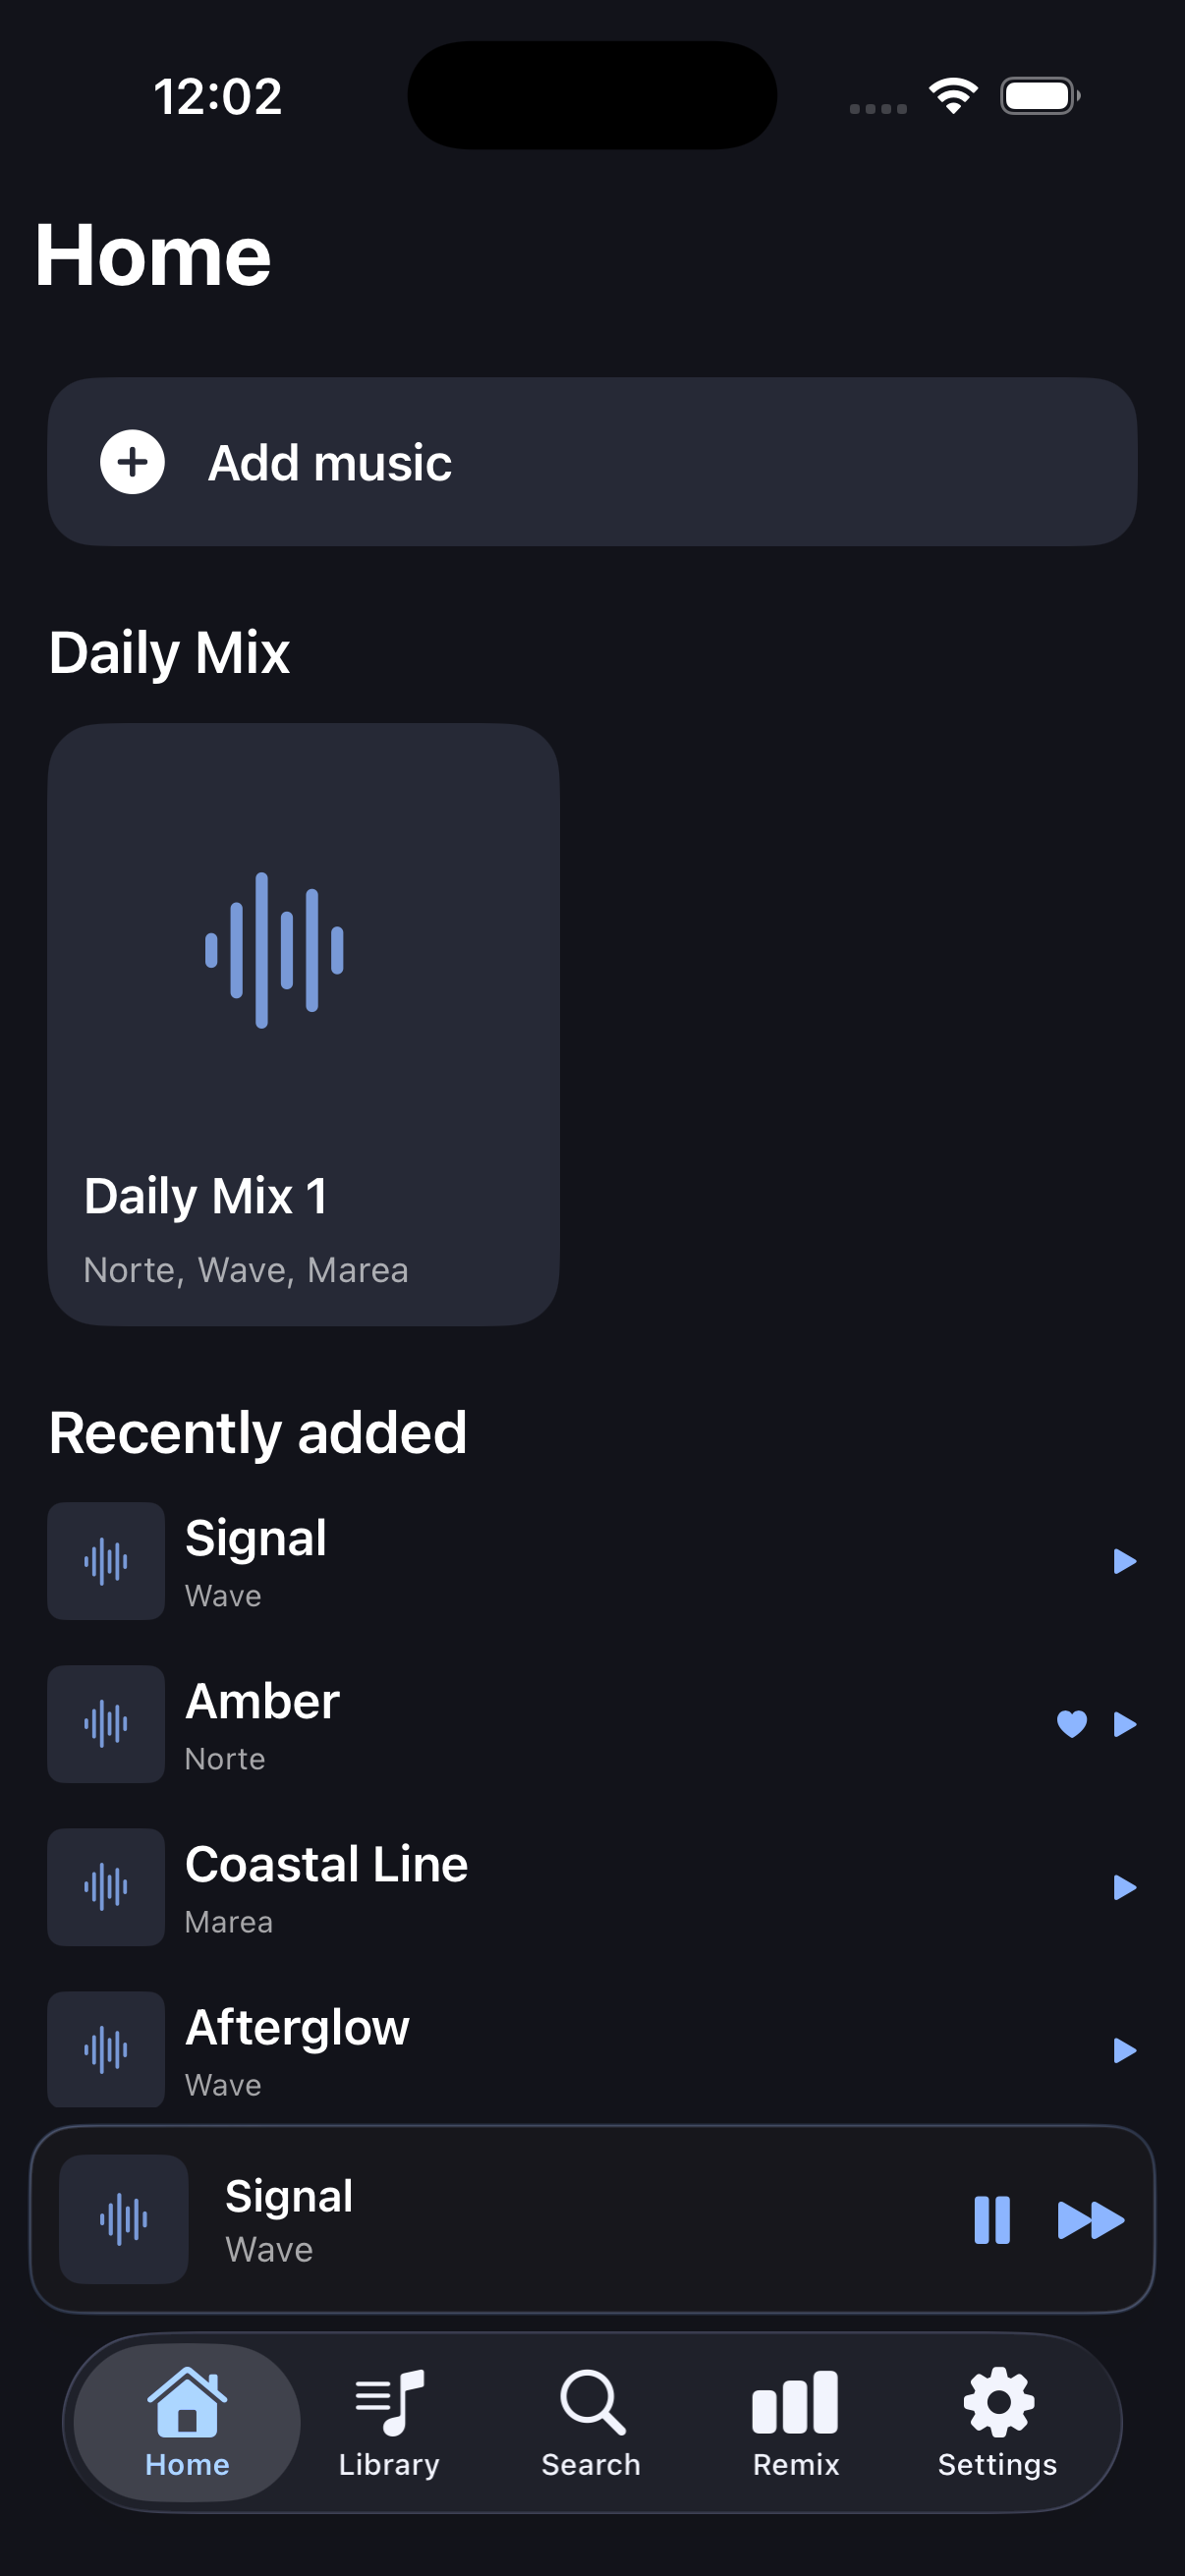 12:02
Home
Add music
Daily Mix
Daily Mix 1
Norte, Wave, Marea
Recently added
Signal
Wave
Amber
Norte
Coastal Line
Marea
Afterglow
Wave
Signal
Wave
Home
Library
Search
Remix
Settings